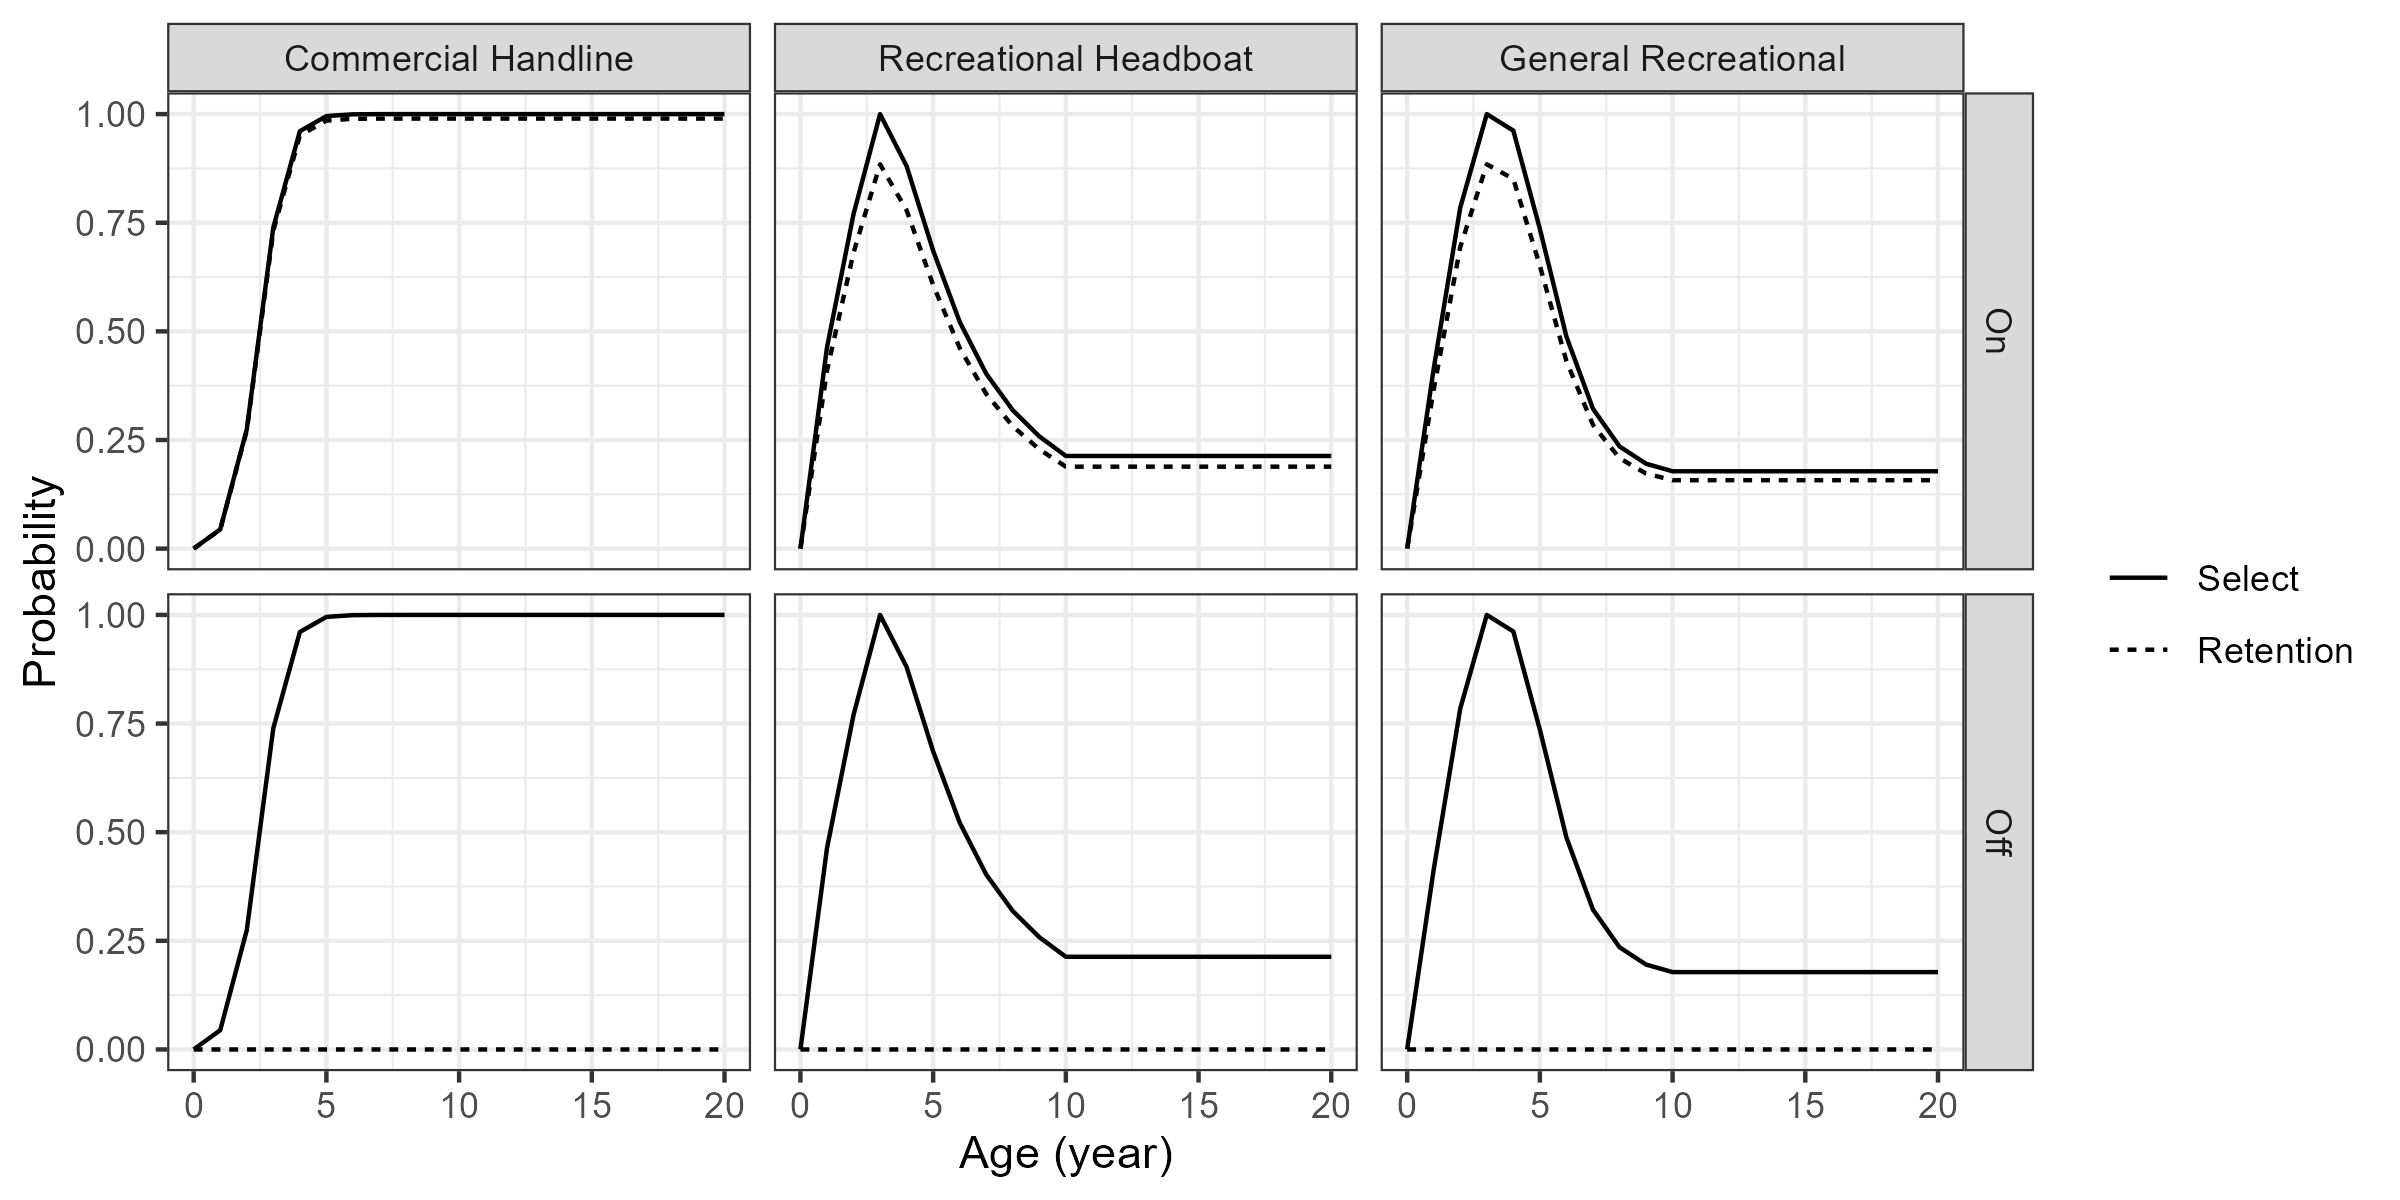 Commercial Handline
Recreational Headboat
General Recreational
1.00
0.75
0.50
0.25
0.00
On
1.00
0.75
0.50
0.25
0.00
Off
Probability
0 5 10 15 20
0 5 10 15 20
0 5 10 15 20
Age (year)
Select
Retention